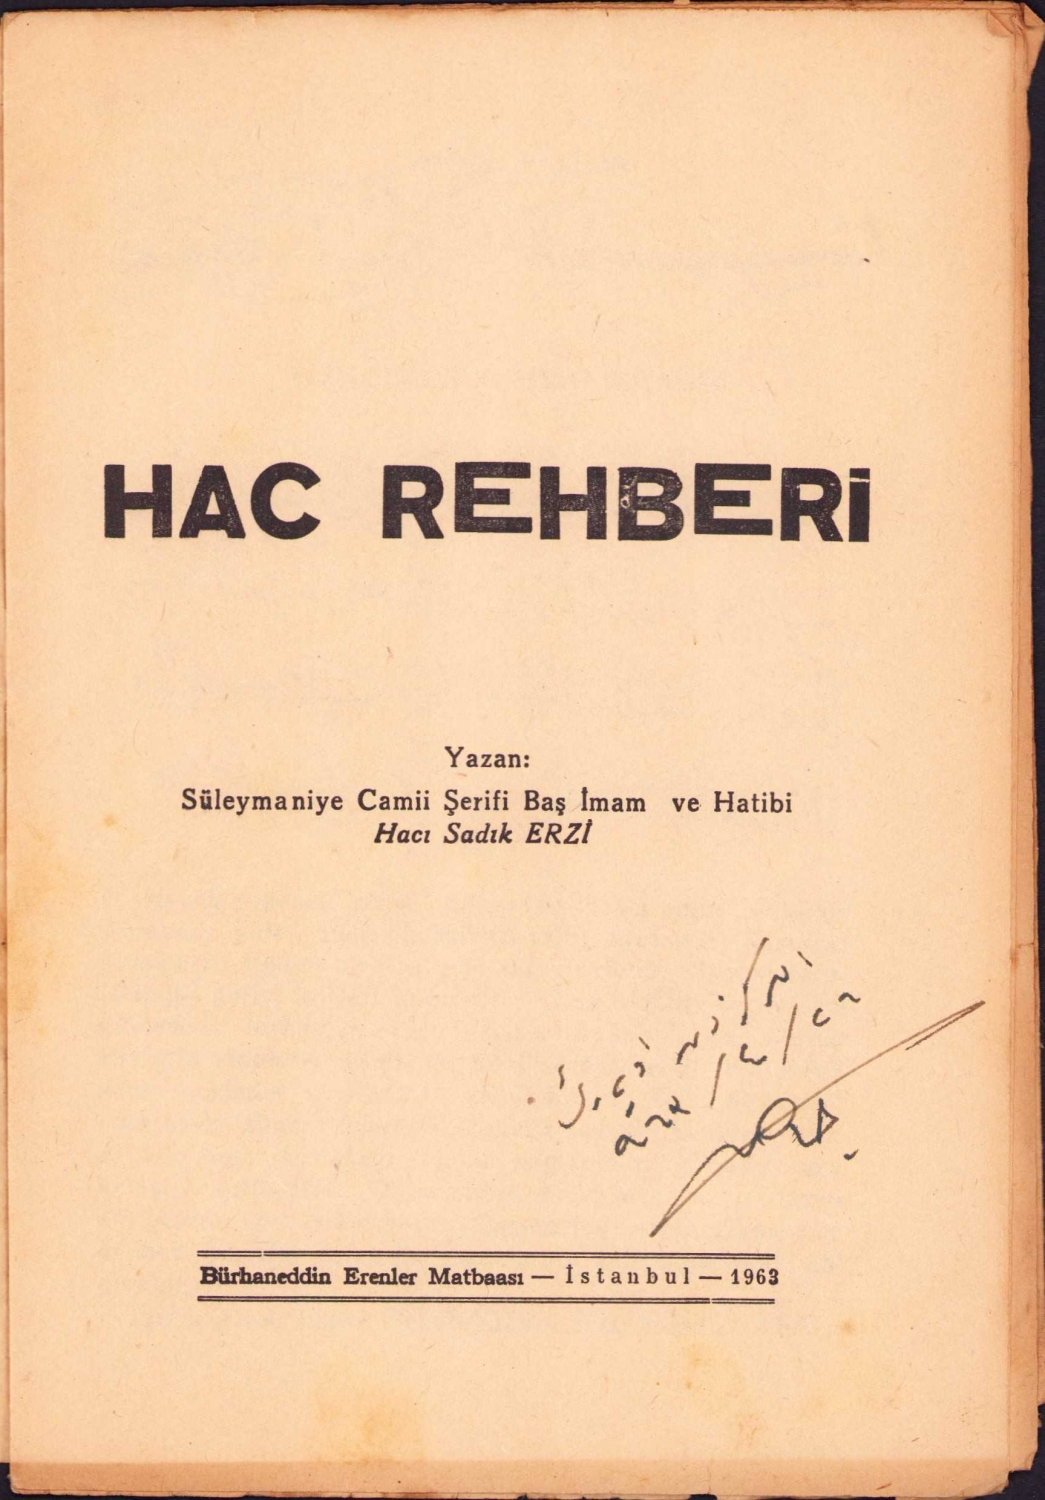 HAC REHBERİ
Yazan:
Süleymaniye Camii Şerifi Baş İmam ve Hatibi
Hacı Sadık ERZİ
Bürhaneddin Erenler Matbaası — İstanbul — 1963